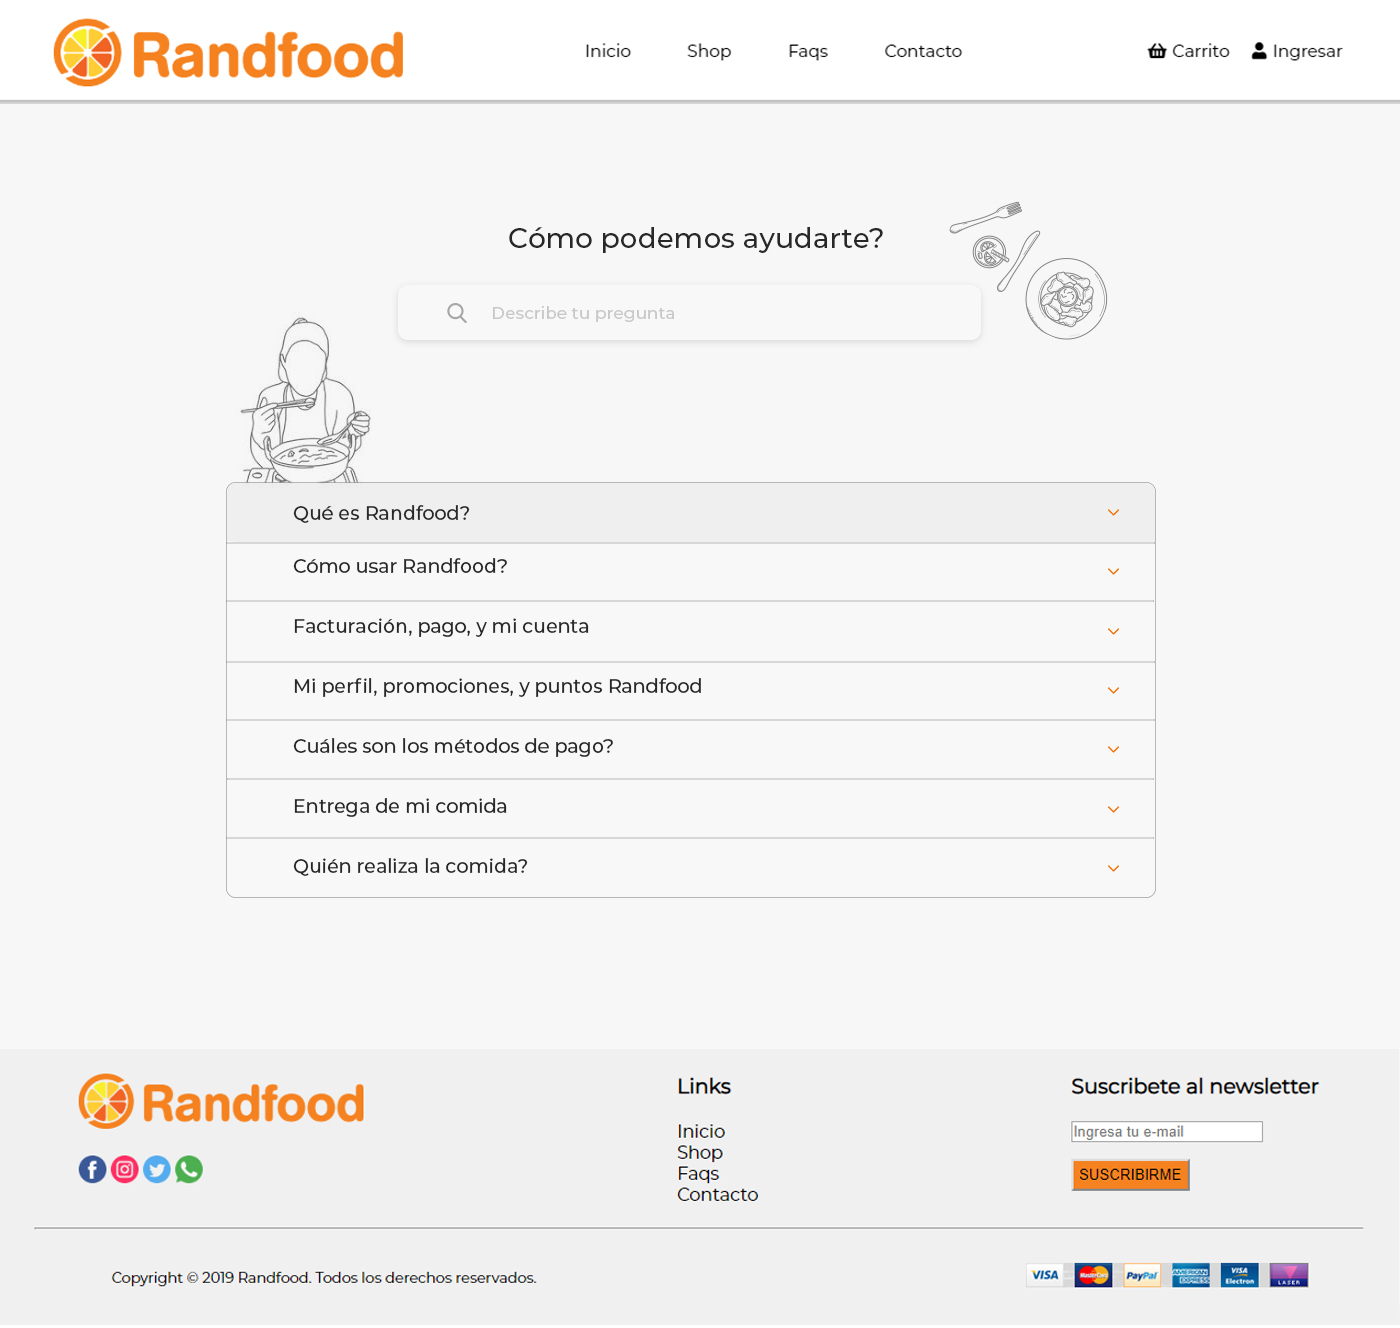 Randfood
Inicio Shop Faqs Contacto Carrito Ingresar
Cómo podemos ayudarte?
Describe tu pregunta
Qué es Randfood?
Cómo usar Randfood?
Facturación, pago, y mi cuenta
Mi perfil, promociones, y puntos Randfood
Cuáles son los métodos de pago?
Entrega de mi comida
Quién realiza la comida?
Randfood
Links
Inicio
Shop
Faqs
Contacto
Suscribete al newsletter
Ingresa tu e-mail
SUSCRIBIRME
Copyright © 2019 Randfood. Todos los derechos reservados.
VISA MasterCard PayPal AMERICAN EXPRESS VISA Electron LASER